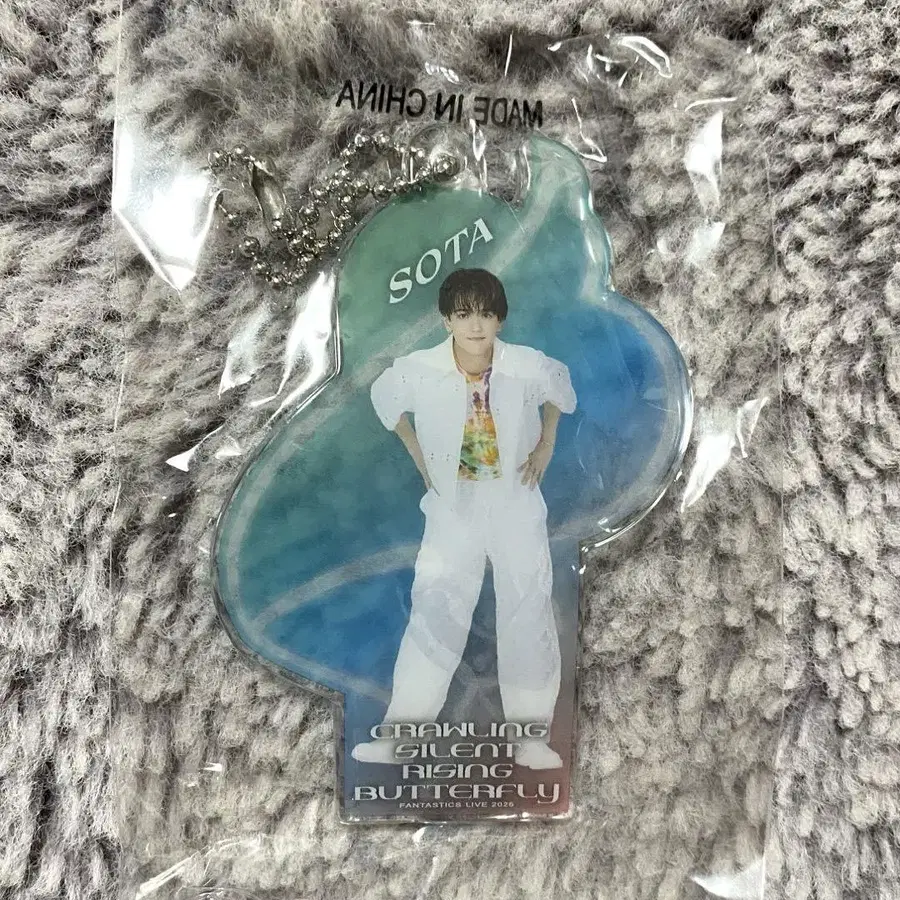 MADE IN CHINA
SOTA
CRAWLING
SILENT
RISING
BUTTERFLY
FANTASTICS LIVE 2026